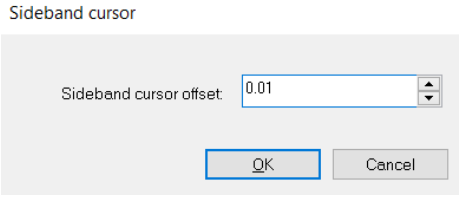 Sideband cursor
Sideband cursor offset: 0.01
OK Cancel